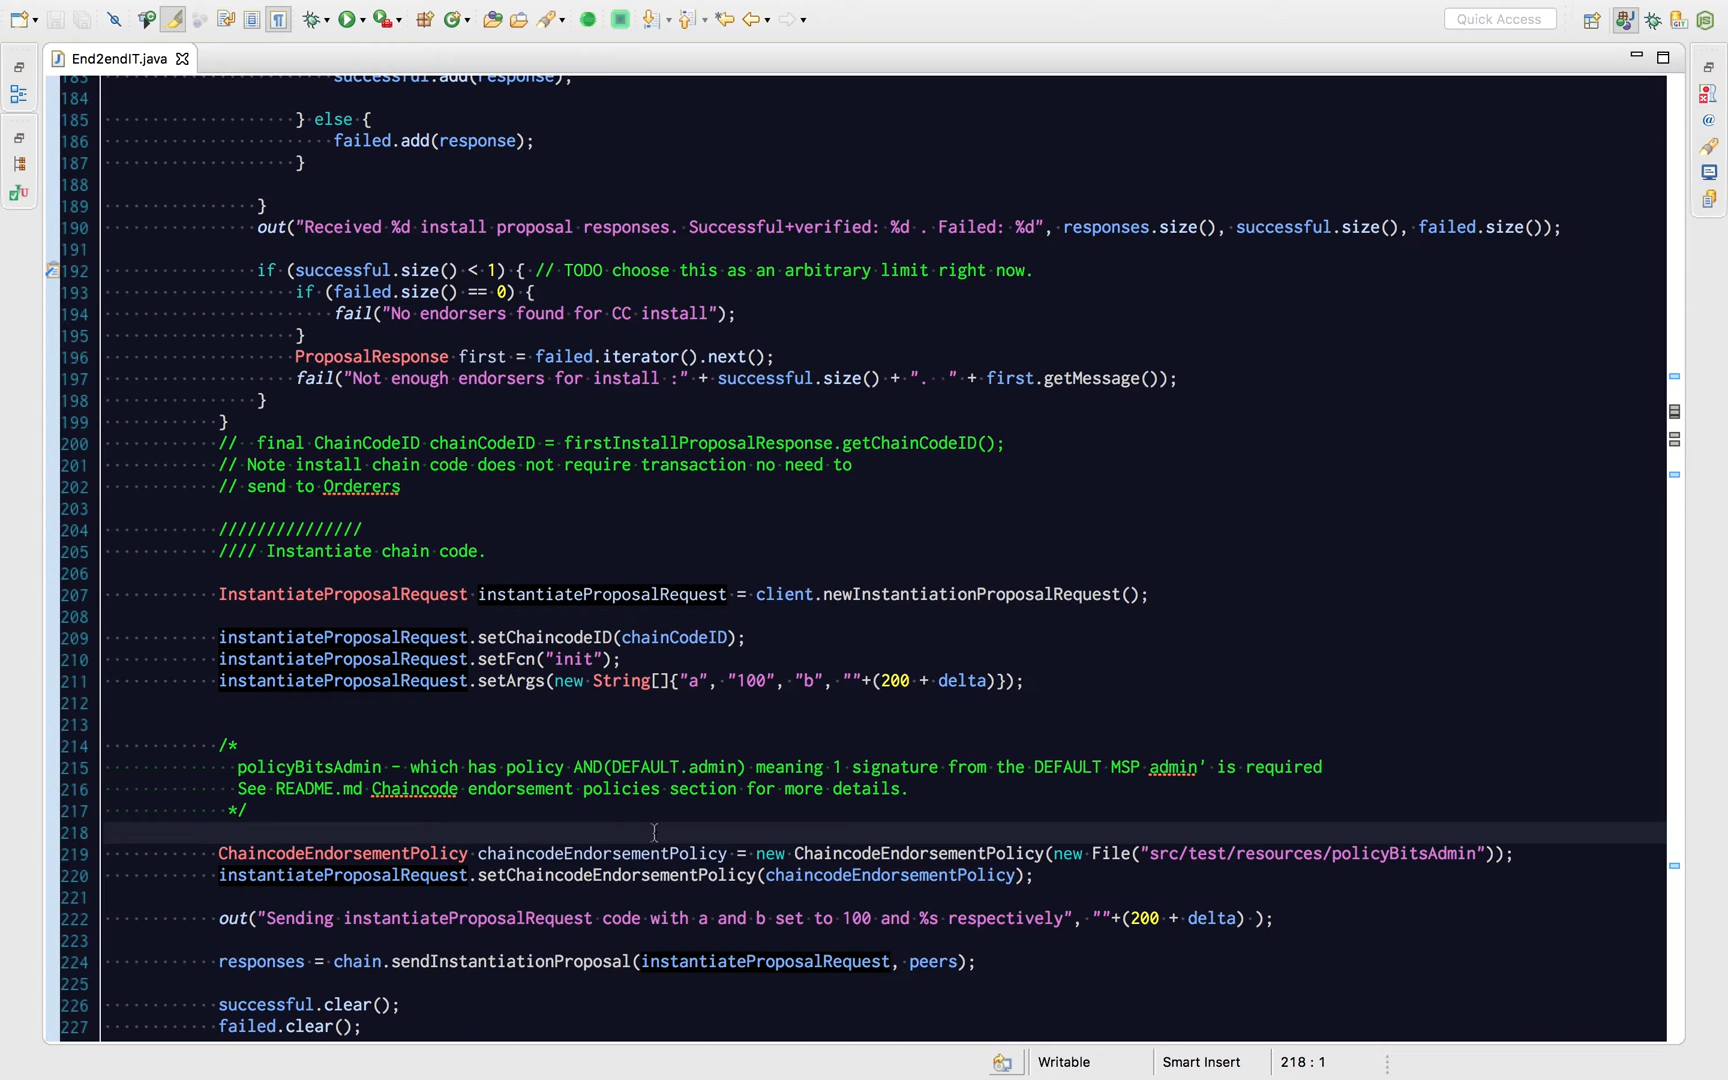 Quick Access
End2endIT.java
183 successful.add(response);
184
185 } else {
186 failed.add(response);
187 }
188
189 }
190 out("Received %d install proposal responses. Successful+verified: %d . Failed: %d", responses.size(), successful.size(), failed.size());
191
192 if (successful.size() < 1) { // TODO choose this as an arbitrary limit right now.
193 if (failed.size() == 0) {
194 fail("No endorsers found for CC install");
195 }
196 ProposalResponse first = failed.iterator().next();
197 fail("Not enough endorsers for install :" + successful.size() + ".  " + first.getMessage());
198 }
199 }
200 //  final ChainCodeID chainCodeID = firstInstallProposalResponse.getChainCodeID();
201 // Note install chain code does not require transaction no need to
202 // send to Orderers
203
204 ///////////////
205 //// Instantiate chain code.
206
207 InstantiateProposalRequest instantiateProposalRequest = client.newInstantiationProposalRequest();
208
209 instantiateProposalRequest.setChaincodeID(chainCodeID);
210 instantiateProposalRequest.setFcn("init");
211 instantiateProposalRequest.setArgs(new String[]{"a", "100", "b", ""+(200 + delta)});
212
213
214 /*
215 policyBitsAdmin - which has policy AND(DEFAULT.admin) meaning 1 signature from the DEFAULT MSP admin' is required
216 See README.md Chaincode endorsement policies section for more details.
217 */
218
219 ChaincodeEndorsementPolicy chaincodeEndorsementPolicy = new ChaincodeEndorsementPolicy(new File("src/test/resources/policyBitsAdmin"));
220 instantiateProposalRequest.setChaincodeEndorsementPolicy(chaincodeEndorsementPolicy);
221
222 out("Sending instantiateProposalRequest code with a and b set to 100 and %s respectively", ""+(200 + delta) );
223
224 responses = chain.sendInstantiationProposal(instantiateProposalRequest, peers);
225
226 successful.clear();
227 failed.clear();
Writable Smart Insert 218 : 1